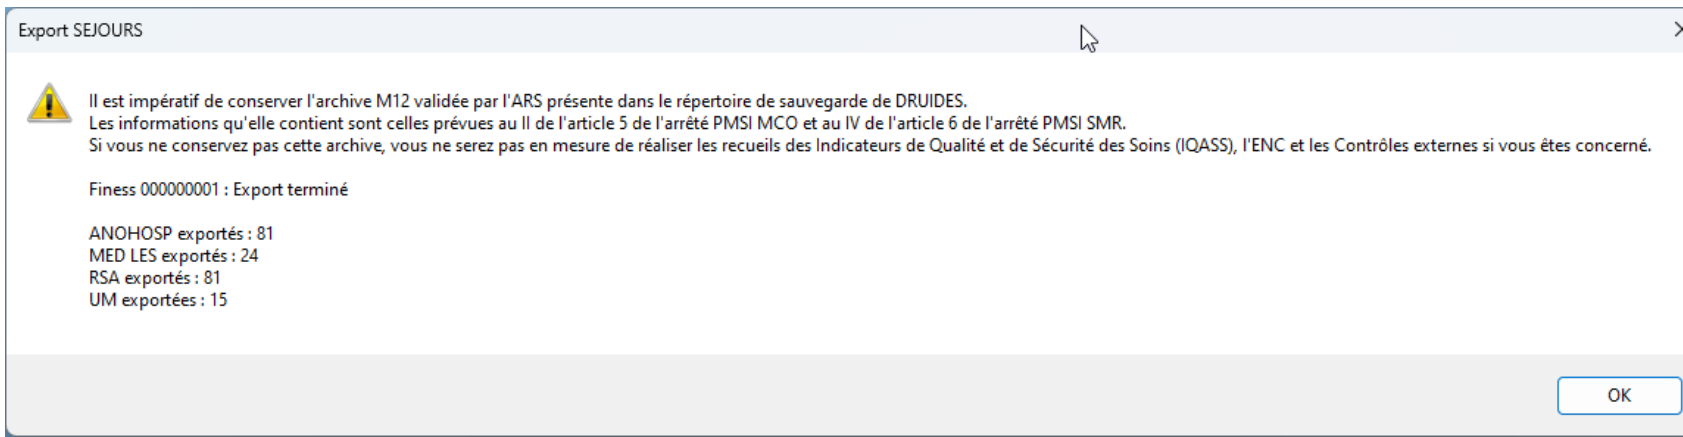 Export SEJOURS
Il est impératif de conserver l'archive M12 validée par l'ARS présente dans le répertoire de sauvegarde de DRUIDES.
Les informations qu'elle contient sont celles prévues au II de l'article 5 de l'arrêté PMSI MCO et au IV de l'article 6 de l'arrêté PMSI SMR.
Si vous ne conservez pas cette archive, vous ne serez pas en mesure de réaliser les recueils des Indicateurs de Qualité et de Sécurité des Soins (IQASS), l'ENC et les Contrôles externes si vous êtes concerné.
Finess 000000001 : Export terminé
ANOHOSP exportés : 81
MED LES exportés : 24
RSA exportés : 81
UM exportées : 15
OK